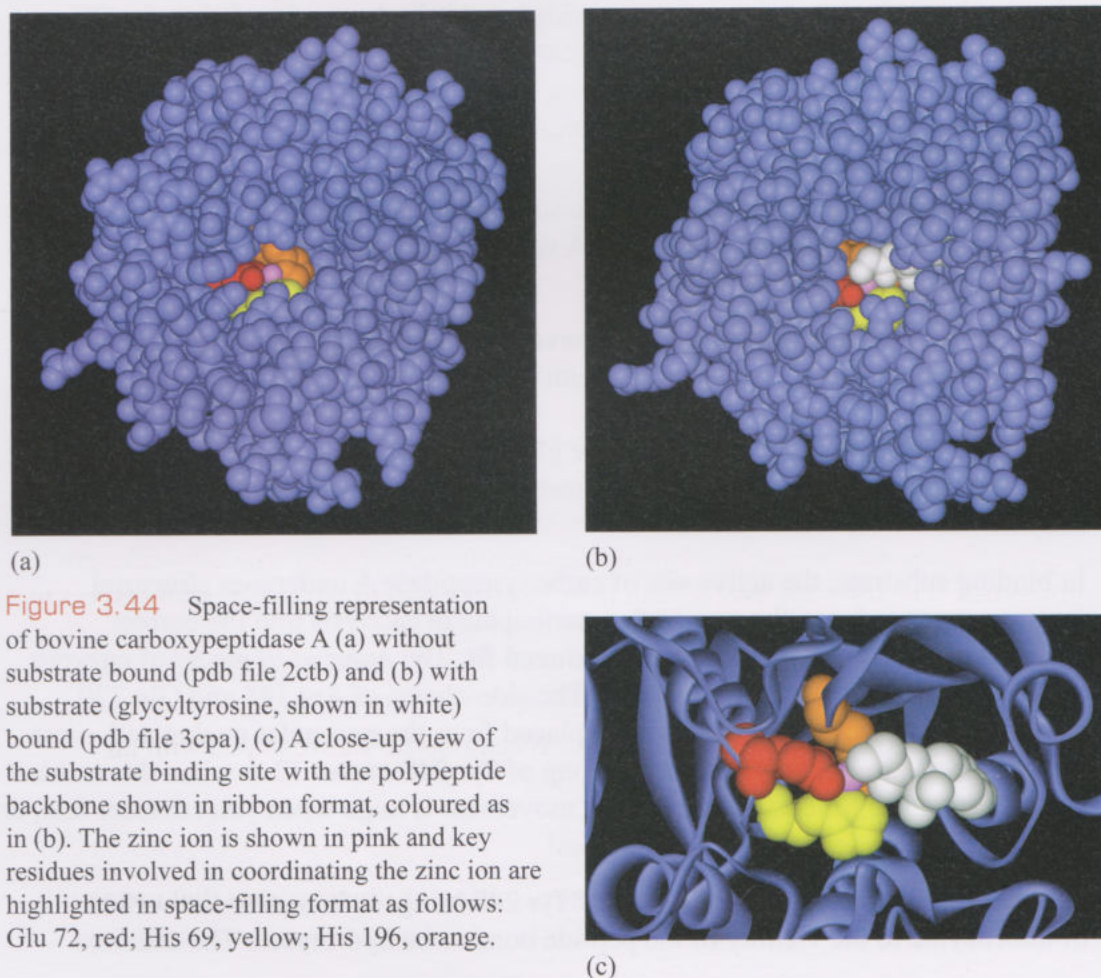 (a)
(b)
Figure 3.44 Space-filling representation
of bovine carboxypeptidase A (a) without
substrate bound (pdb file 2ctb) and (b) with
substrate (glycyltyrosine, shown in white)
bound (pdb file 3cpa). (c) A close-up view of
the substrate binding site with the polypeptide
backbone shown in ribbon format, coloured as
in (b). The zinc ion is shown in pink and key
residues involved in coordinating the zinc ion are
highlighted in space-filling format as follows:
Glu 72, red; His 69, yellow; His 196, orange.
(c)